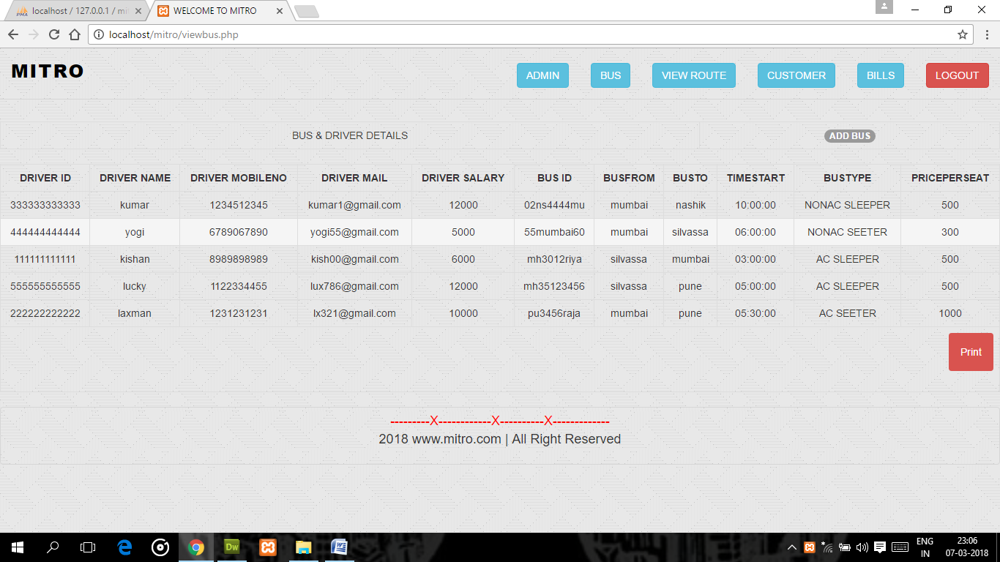 localhost / 127.0.0.1 / mi
WELCOME TO MITRO
localhost/mitro/viewbus.php
MITRO
ADMIN BUS VIEW ROUTE CUSTOMER BILLS LOGOUT
BUS & DRIVER DETAILS ADD BUS
DRIVER ID DRIVER NAME DRIVER MOBILENO DRIVER MAIL DRIVER SALARY BUS ID BUSFROM BUSTO TIMESTART BUSTYPE PRICEPERSEAT
333333333333 kumar 1234512345 kumar1@gmail.com 12000 02ns4444mu mumbai nashik 10:00:00 NONAC SLEEPER 500
444444444444 yogi 6789067890 yogi55@gmail.com 5000 55mumbai60 mumbai silvassa 06:00:00 NONAC SEETER 300
111111111111 kishan 8989898989 kish00@gmail.com 6000 mh3012riya silvassa mumbai 03:00:00 AC SLEEPER 500
555555555555 lucky 1122334455 lux786@gmail.com 12000 mh35123456 silvassa pune 05:00:00 AC SLEEPER 500
222222222222 laxman 1231231231 lx321@gmail.com 10000 pu3456raja mumbai pune 05:30:00 AC SEETER 1000
Print
---------X------------X----------X-------------
2018 www.mitro.com | All Right Reserved
Dw
ENG 23:06
IN 07-03-2018